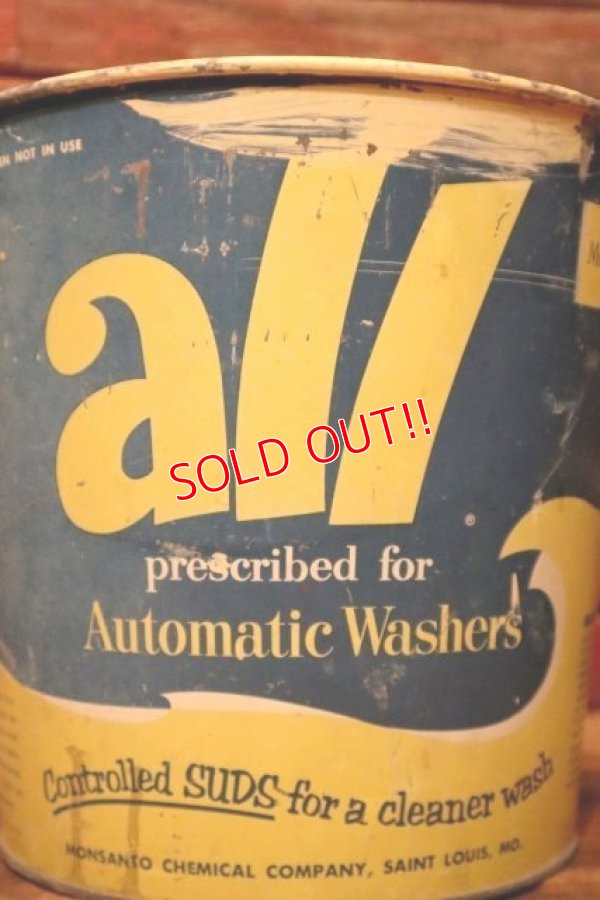 NOT IN USE
all
SOLD OUT!!
®
prescribed for
Automatic Washers
Controlled SUDS for a cleaner wash
MONSANTO CHEMICAL COMPANY, SAINT LOUIS, MO.